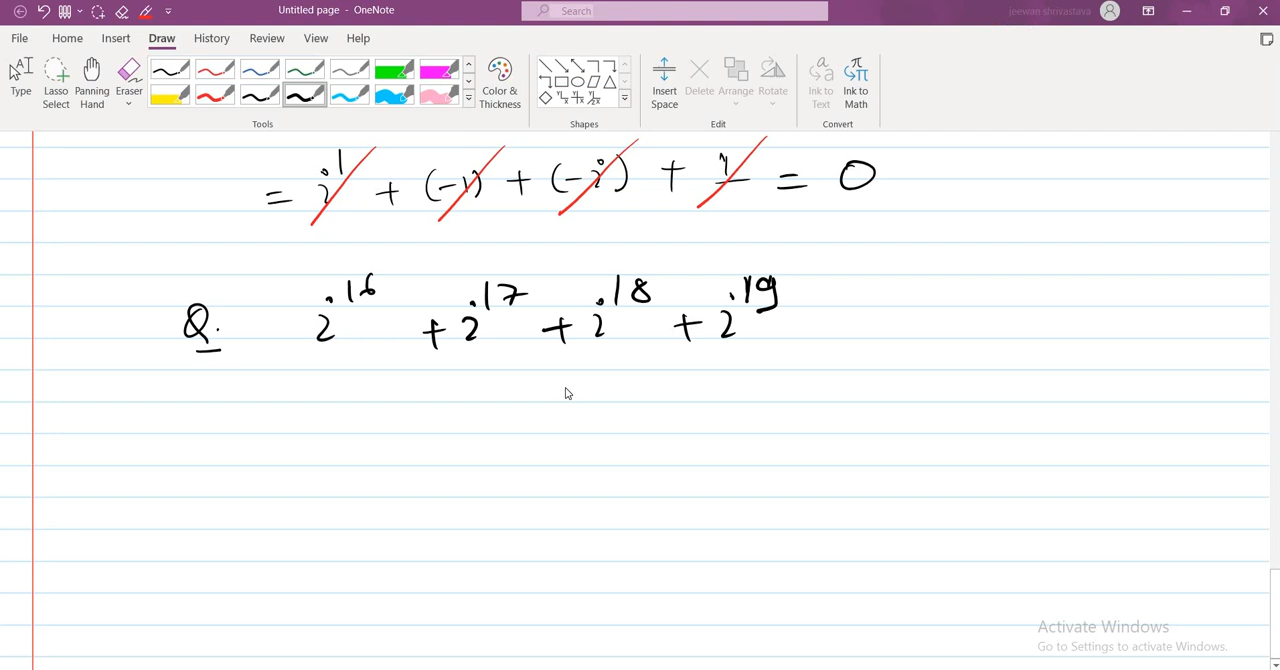 Untitled page - OneNote
Search
jeewan shrivastava
File Home Insert Draw History Review View Help
Type
Lasso Select
Panning Hand
Eraser
Color & Thickness
Insert Space
Delete
Arrange
Rotate
Ink to Text
Ink to Math
Tools
Shapes
Edit
Convert
= i¹ + (-1) + (-i) + 1 = 0
Q. i¹⁶ + i¹⁷ + i¹⁸ + i¹⁹
Activate Windows
Go to Settings to activate Windows.